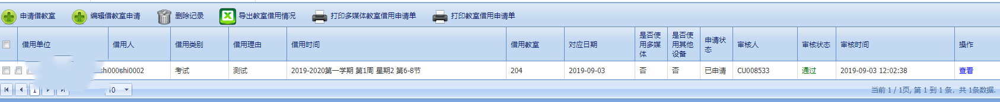 申请借教室 编辑借教室申请 删除记录 导出教室借用情况 打印多媒体教室借用申请单 打印教室借用申请单
借用单位 借用人 借用类别 借用理由 借用时间 借用教室 对应日期 是否使用多媒体 是否使用其他设备 申请状态 审核人 审核状态 审核时间 操作
shi0002 考试 测试 2019-2020第一学期 第1周 星期2 第6-8节 204 2019-09-03 否 否 已申请 CU008533 通过 2019-09-03 12:02:38 查看
1 10 当前 1 / 1页, 第 1 到 1 条, 共 1条数据.